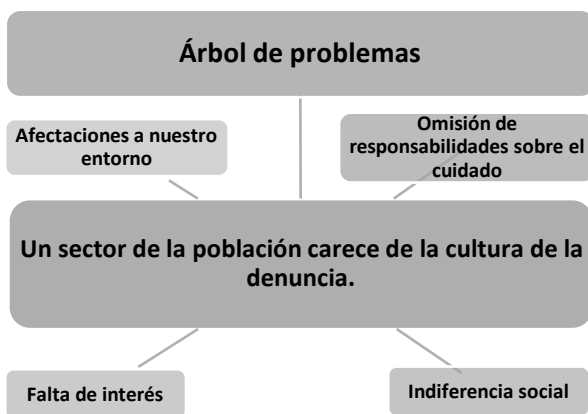 Árbol de problemas
Afectaciones a nuestro
entorno
Omisión de
responsabilidades sobre el
cuidado
Un sector de la población carece de la cultura de la
denuncia.
Falta de interés
Indiferencia social